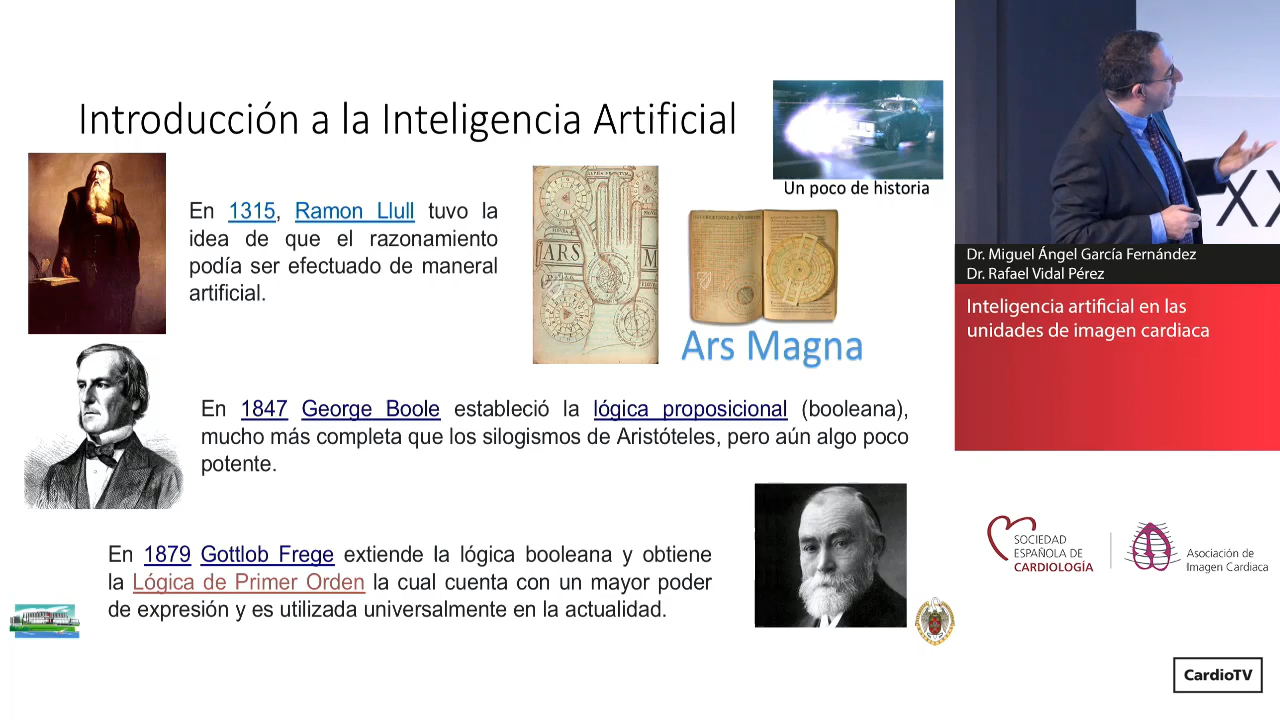 Introducción a la Inteligencia Artificial
Un poco de historia
En 1315, Ramon Llull tuvo la
idea de que el razonamiento
podía ser efectuado de maneral
artificial.
ARS
M
Ars Magna
En 1847 George Boole estableció la lógica proposicional (booleana),
mucho más completa que los silogismos de Aristóteles, pero aún algo poco
potente.
En 1879 Gottlob Frege extiende la lógica booleana y obtiene
la Lógica de Primer Orden la cual cuenta con un mayor poder
de expresión y es utilizada universalmente en la actualidad.
XX
Dr. Miguel Ángel García Fernández
Dr. Rafael Vidal Pérez
Inteligencia artificial en las
unidades de imagen cardiaca
SOCIEDAD
ESPAÑOLA DE
CARDIOLOGÍA
Asociación de
Imagen Cardiaca
CardioTV